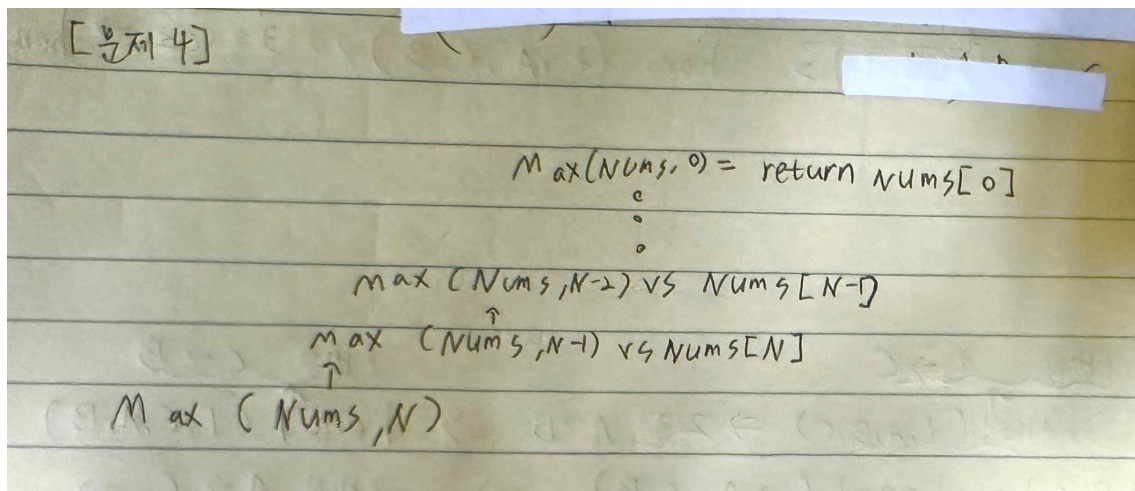 [문제 4]
Max(Nums, 0) = return Nums[0]
max (Nums, N-2) vs Nums[N-1]
↑
max (Nums, N-1) vs Nums[N]
↑
Max (Nums, N)